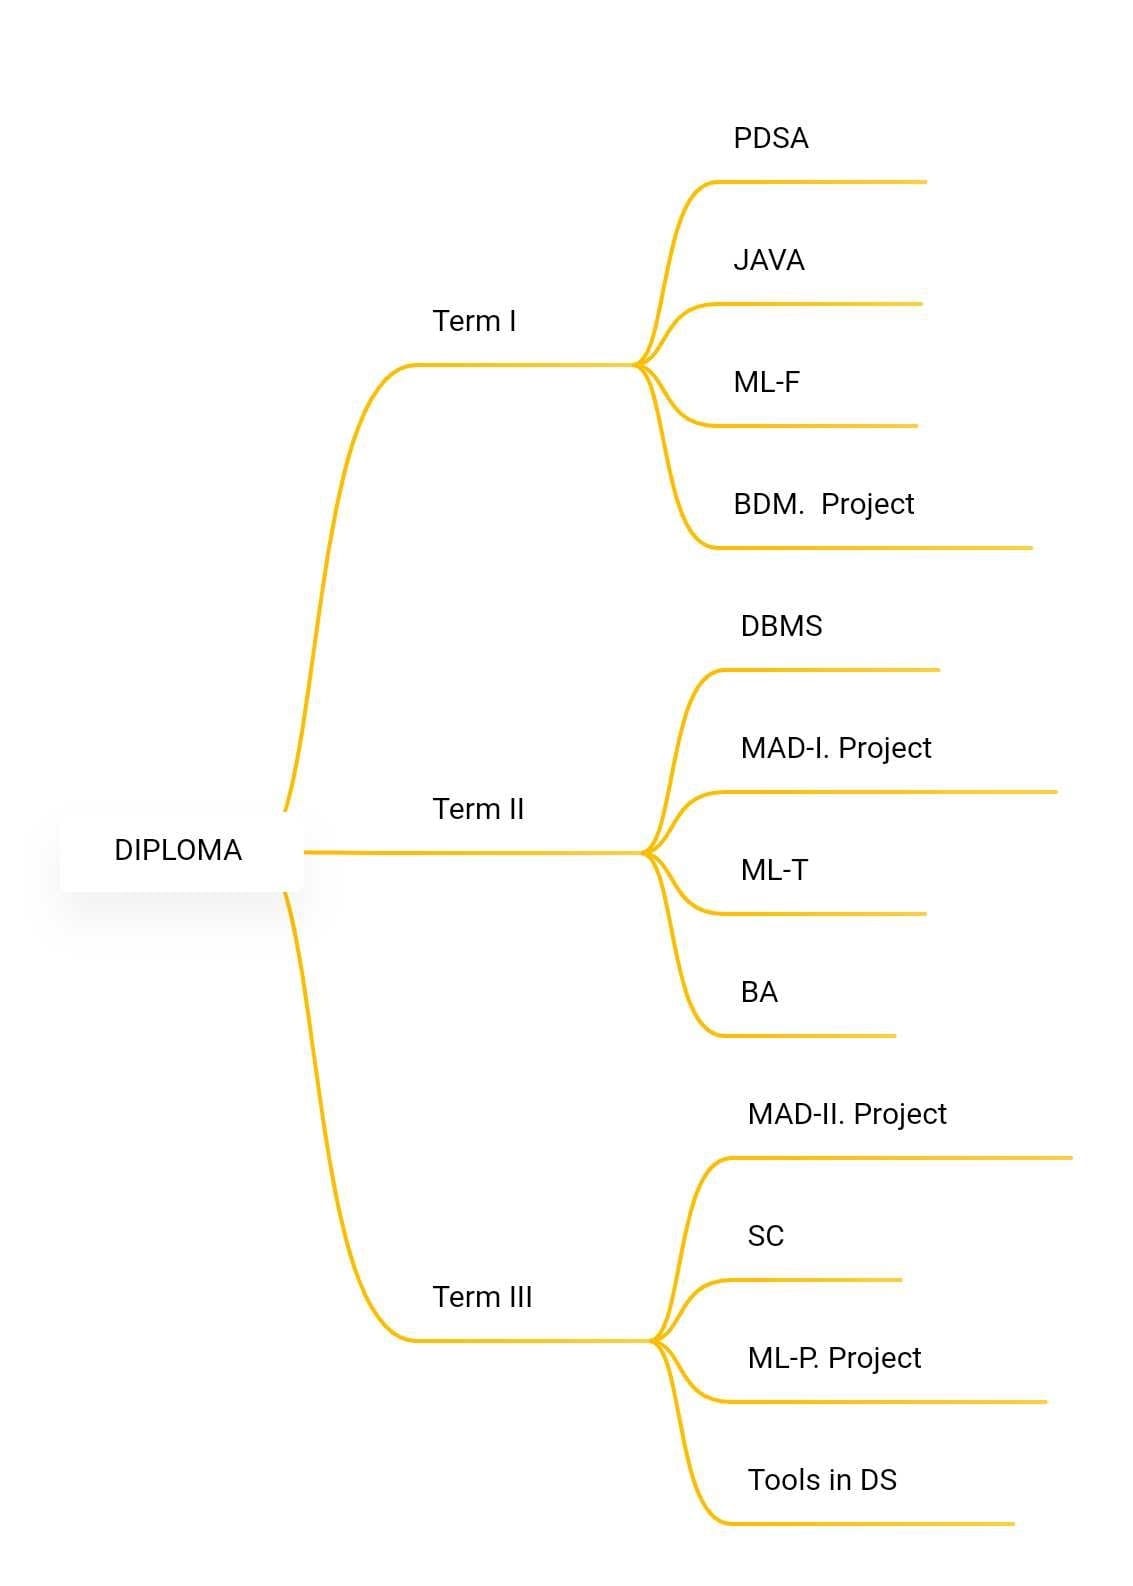 DIPLOMA
Term I
PDSA
JAVA
ML-F
BDM.  Project
Term II
DBMS
MAD-I. Project
ML-T
BA
Term III
MAD-II. Project
SC
ML-P. Project
Tools in DS